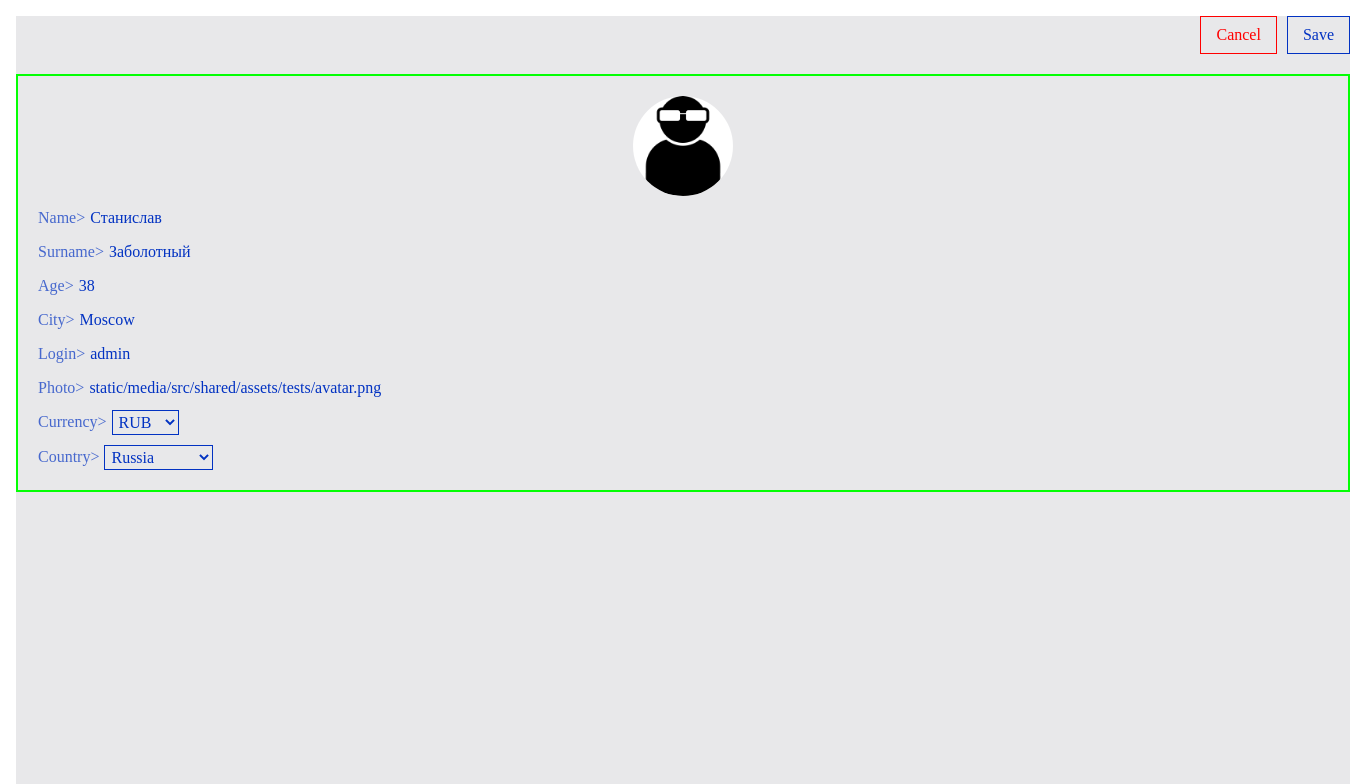 Cancel Save
Name> Станислав
Surname> Заболотный
Age> 38
City> Moscow
Login> admin
Photo> static/media/src/shared/assets/tests/avatar.png
Currency> RUB
Country> Russia